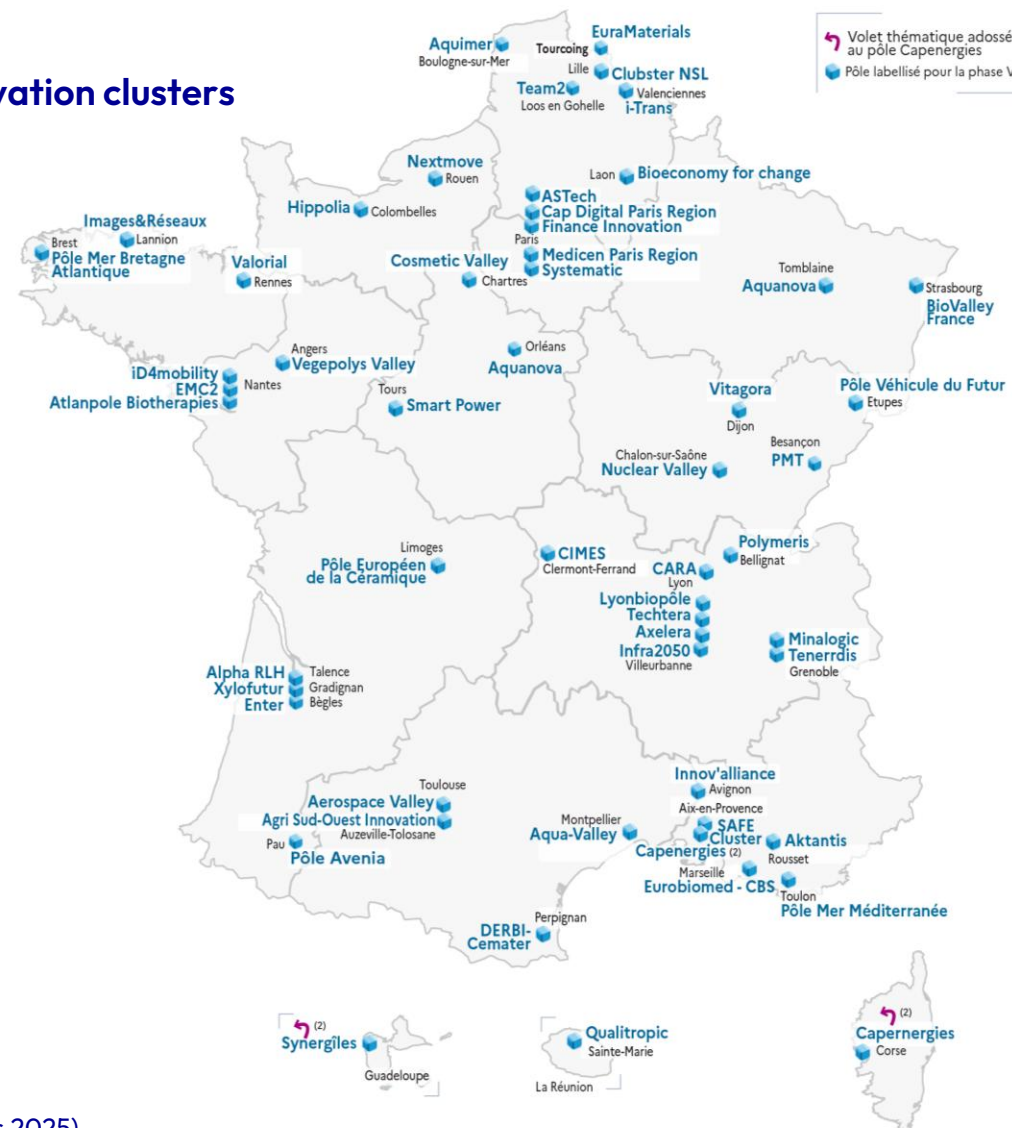 vation clusters
Volet thématique adossé
au pôle Capenergies
Pôle labellisé pour la phase V
EuraMaterials
Tourcoing
Aquimer
Boulogne-sur-Mer
Lille
Clubster NSL
Team2
Loos en Gohelle
Valenciennes
i-Trans
Nextmove
Rouen
Laon
Bioeconomy for change
Hippolia
Colombelles
ASTech
Cap Digital Paris Region
Finance Innovation
Paris
Medicen Paris Region
Systematic
Images&Réseaux
Lannion
Brest
Pôle Mer Bretagne
Atlantique
Valorial
Rennes
Cosmetic Valley
Chartres
Tomblaine
Aquanova
Strasbourg
BioValley
France
Angers
Vegepolys Valley
Orléans
Aquanova
iD4mobility
EMC2
Atlanpole Biotherapies
Nantes
Tours
Smart Power
Vitagora
Dijon
Pôle Véhicule du Futur
Etupes
Besançon
PMT
Chalon-sur-Saône
Nuclear Valley
Limoges
Pôle Européen
de la Céramique
CIMES
Clermont-Ferrand
Polymeris
Bellignat
CARA
Lyon
Lyonbiopôle
Techtera
Axelera
Infra2050
Villeurbanne
Minalogic
Tenerrdis
Grenoble
Alpha RLH
Talence
Xylofutur
Gradignan
Enter
Bègles
Toulouse
Aerospace Valley
Agri Sud-Ouest Innovation
Auzeville-Tolosane
Pau
Pôle Avenia
Montpellier
Aqua-Valley
Innov'alliance
Avignon
Aix-en-Provence
SAFE
Cluster
Capenergies (2)
Aktantis
Rousset
Marseille
Eurobiomed - CBS
Toulon
Pôle Mer Méditerranée
Perpignan
DERBI-
Cemater
(2)
Synergîles
Guadeloupe
Qualitropic
Sainte-Marie
La Réunion
(2)
Capernergies
Corse
2025)